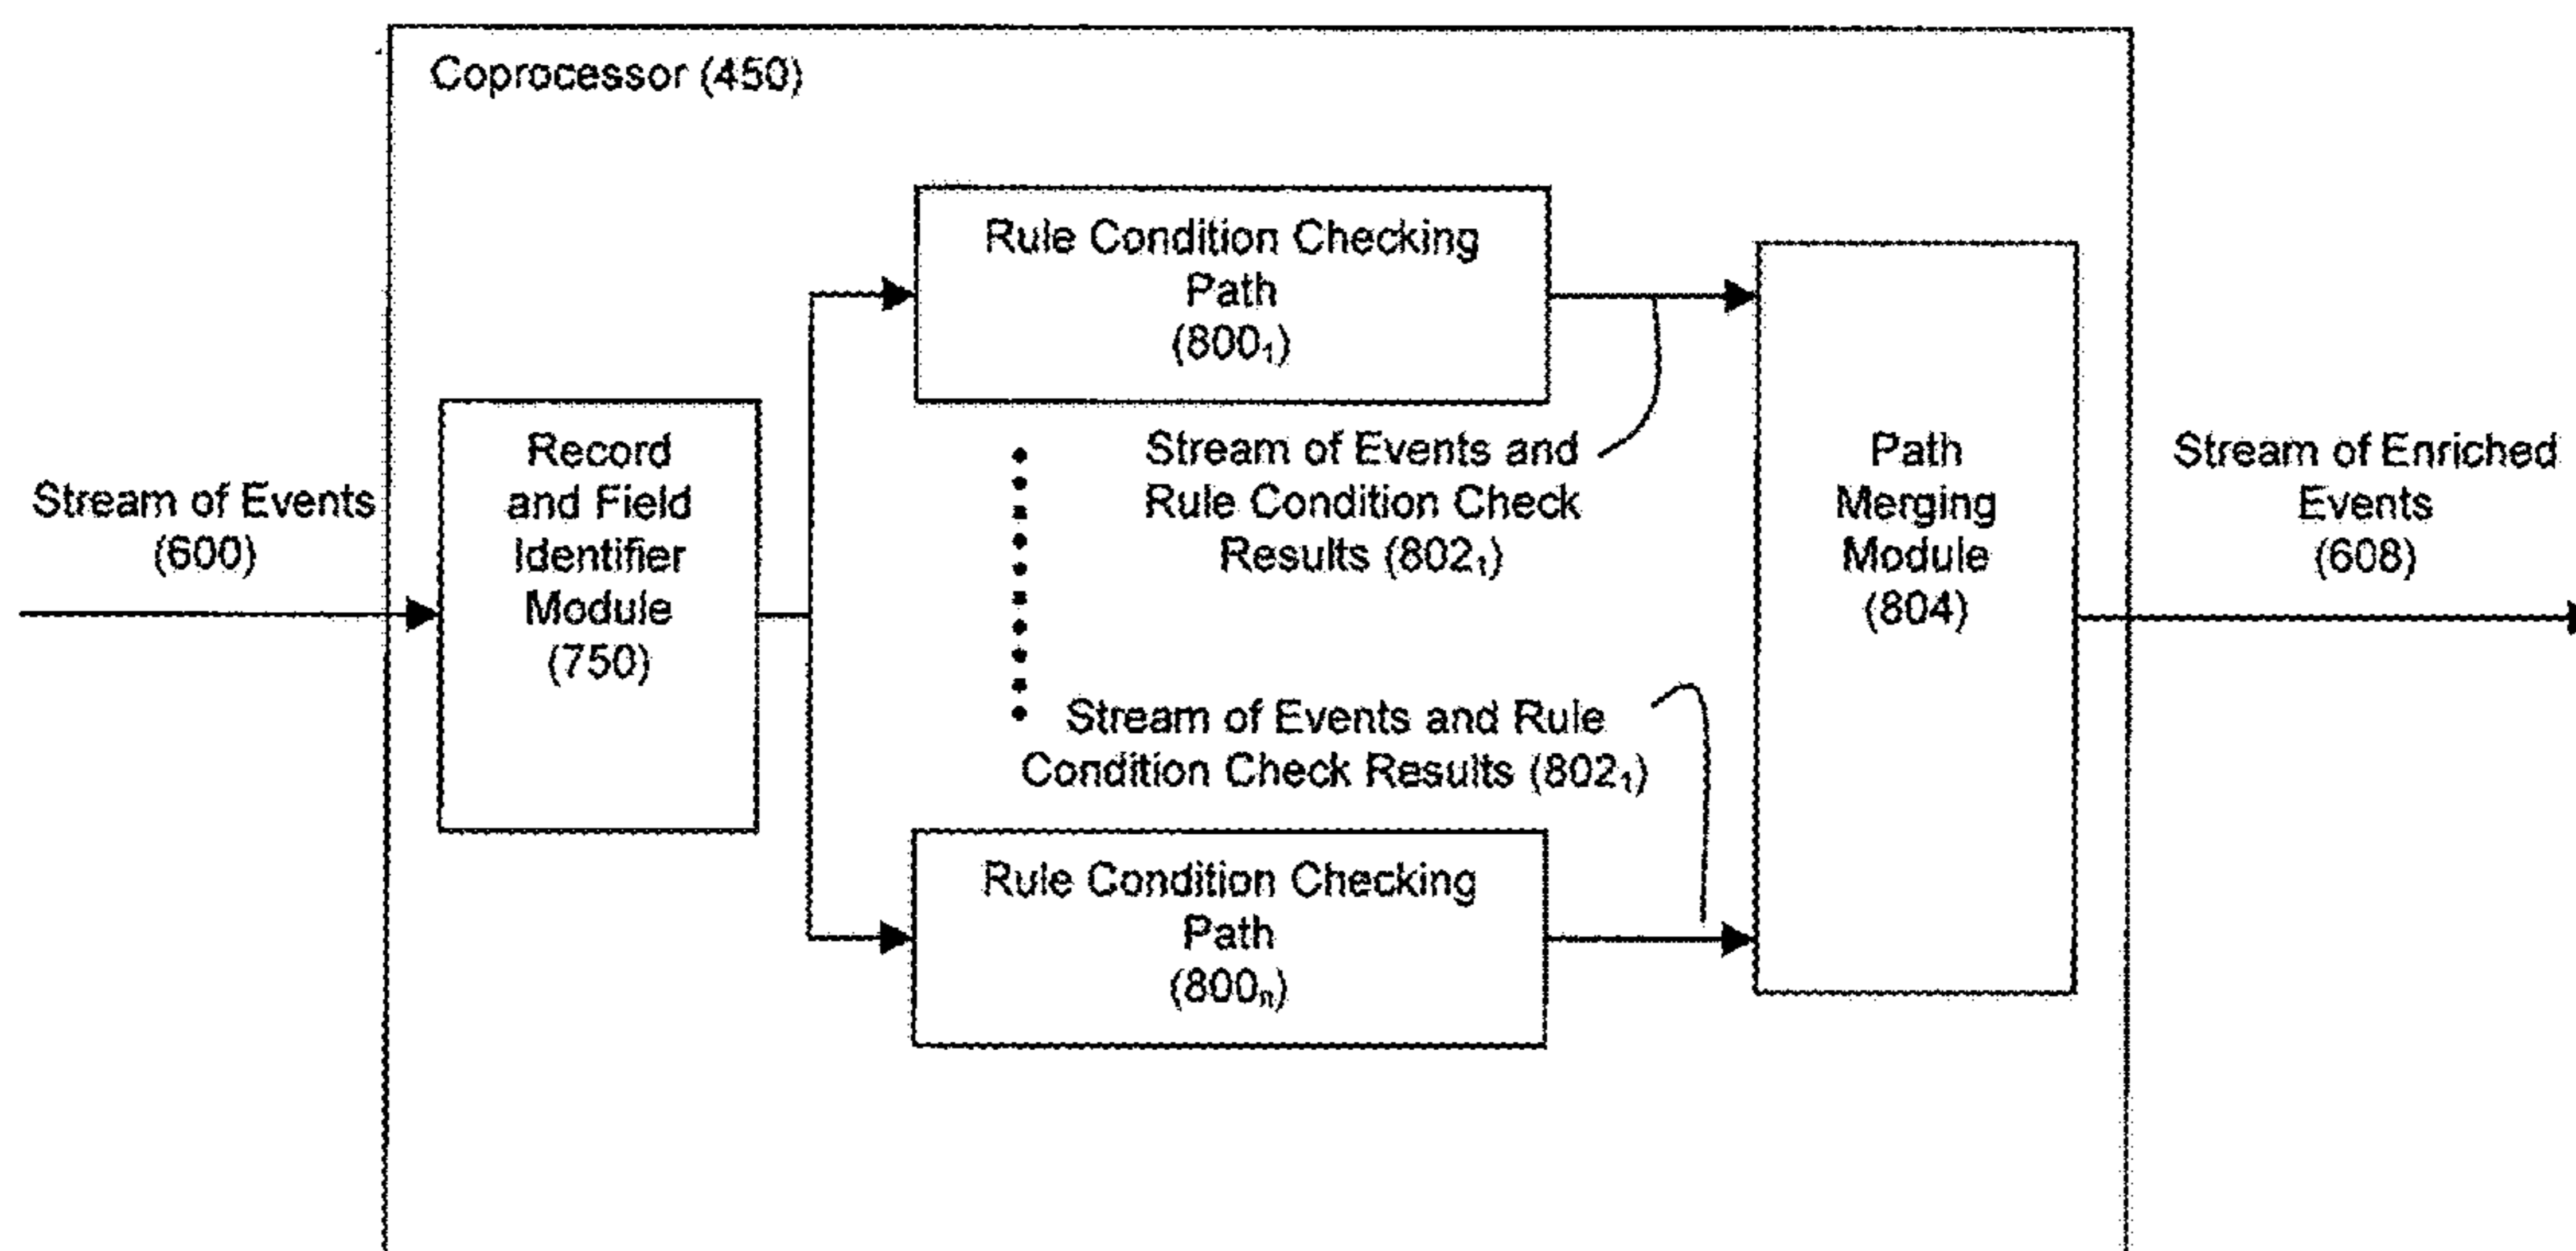 Coprocessor (450)
Stream of Events
(600)
Record
and Field
Identifier
Module
(750)
Rule Condition Checking
Path
(800₁)
Stream of Events and
Rule Condition Check
Results (802₁)
Stream of Events and Rule
Condition Check Results (802₁)
Rule Condition Checking
Path
(800ₙ)
Path
Merging
Module
(804)
Stream of Enriched
Events
(608)